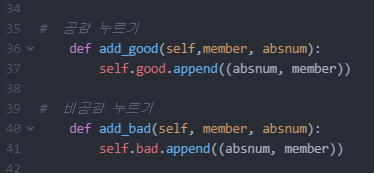 34
35
# 공감 누르기
36 def add_good(self,member, absnum):
37 self.good.append((absnum, member))
38
39 # 비공감 누르기
40 def add_bad(self, member, absnum):
41 self.bad.append((absnum, member))
42